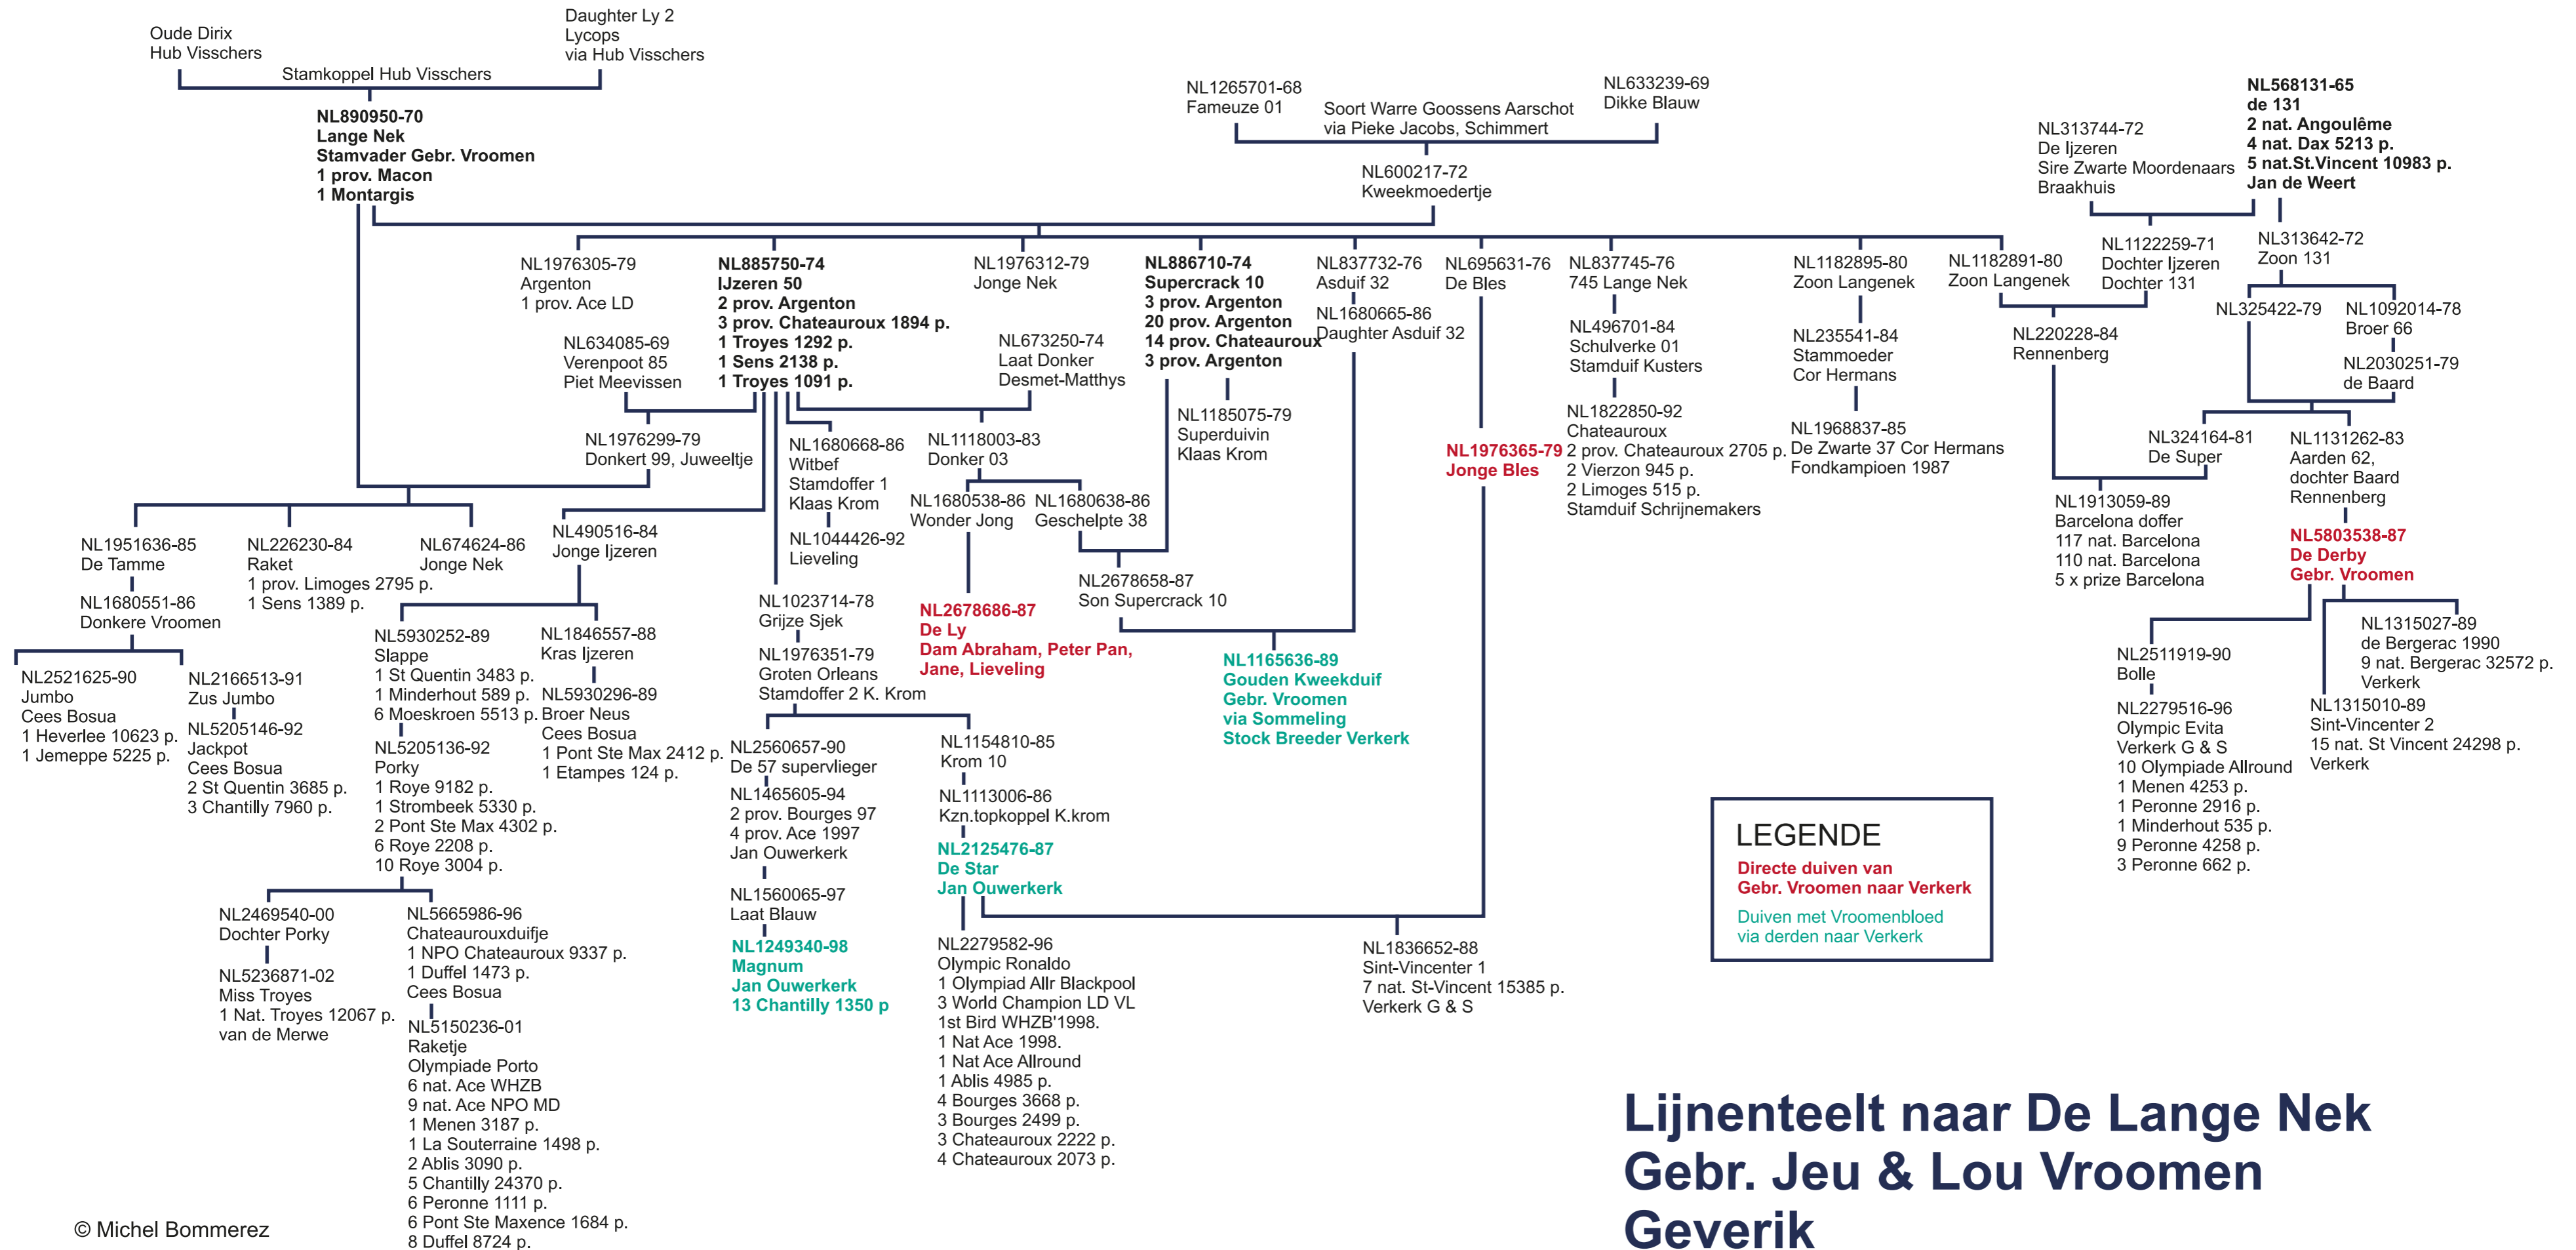 Oude Dirix
Hub Visschers
Daughter Ly 2
Lycops
via Hub Visschers
Stamkoppel Hub Visschers
NL890950-70
Lange Nek
Stamvader Gebr. Vroomen
1 prov. Macon
1 Montargis
NL1265701-68
Fameuze 01
Soort Warre Goossens Aarschot
via Pieke Jacobs, Schimmert
NL633239-69
Dikke Blauw
NL600217-72
Kweekmoedertje
NL313744-72
De Ijzeren
Sire Zwarte Moordenaars
Braakhuis
NL568131-65
de 131
2 nat. Angoulême
4 nat. Dax 5213 p.
5 nat.St.Vincent 10983 p.
Jan de Weert
NL1976305-79
Argenton
1 prov. Ace LD
NL885750-74
IJzeren 50
2 prov. Argenton
3 prov. Chateauroux 1894 p.
1 Troyes 1292 p.
1 Sens 2138 p.
1 Troyes 1091 p.
NL1976312-79
Jonge Nek
NL886710-74
Supercrack 10
3 prov. Argenton
20 prov. Argenton
14 prov. Chateauroux
3 prov. Argenton
NL837732-76
Asduif 32
NL1680665-86
Daughter Asduif 32
NL695631-76
De Bles
NL837745-76
745 Lange Nek
NL496701-84
Schulverke 01
Stamduif Kusters
NL1822850-92
Chateauroux
2 prov. Chateauroux 2705 p.
2 Vierzon 945 p.
2 Limoges 515 p.
Stamduif Schrijnemakers
NL1182895-80
Zoon Langenek
NL235541-84
Stammoeder
Cor Hermans
NL1968837-85
De Zwarte 37 Cor Hermans
Fondkampioen 1987
NL1182891-80
Zoon Langenek
NL1122259-71
Dochter Ijzeren
Dochter 131
NL313642-72
Zoon 131
NL220228-84
Rennenberg
NL325422-79
NL1092014-78
Broer 66
NL2030251-79
de Baard
NL324164-81
De Super
NL1131262-83
Aarden 62,
dochter Baard
Rennenberg
NL1913059-89
Barcelona doffer
117 nat. Barcelona
110 nat. Barcelona
5 x prize Barcelona
NL5803538-87
De Derby
Gebr. Vroomen
NL2511919-90
Bolle
NL2279516-96
Olympic Evita
Verkerk G & S
10 Olympiade Allround
1 Menen 4253 p.
1 Peronne 2916 p.
1 Minderhout 535 p.
9 Peronne 4258 p.
3 Peronne 662 p.
NL1315027-89
de Bergerac 1990
9 nat. Bergerac 32572 p.
Verkerk
NL1315010-89
Sint-Vincenter 2
15 nat. St Vincent 24298 p.
Verkerk
NL634085-69
Verenpoot 85
Piet Meevissen
NL673250-74
Laat Donker
Desmet-Matthys
NL1976299-79
Donkert 99, Juweeltje
NL1680668-86
Witbef
Stamdoffer 1
Klaas Krom
NL1044426-92
Lieveling
NL1118003-83
Donker 03
NL1680538-86
Wonder Jong
NL1680638-86
Geschelpte 38
NL1185075-79
Superduivin
Klaas Krom
NL1976365-79
Jonge Bles
NL1951636-85
De Tamme
NL226230-84
Raket
1 prov. Limoges 2795 p.
1 Sens 1389 p.
NL674624-86
Jonge Nek
NL490516-84
Jonge Ijzeren
NL1680551-86
Donkere Vroomen
NL2521625-90
Jumbo
Cees Bosua
1 Heverlee 10623 p.
1 Jemeppe 5225 p.
NL2166513-91
Zus Jumbo
NL5205146-92
Jackpot
Cees Bosua
2 St Quentin 3685 p.
3 Chantilly 7960 p.
NL5930252-89
Slappe
1 St Quentin 3483 p.
1 Minderhout 589 p.
6 Moeskroen 5513 p.
NL5205136-92
Porky
1 Roye 9182 p.
1 Strombeek 5330 p.
2 Pont Ste Max 4302 p.
6 Roye 2208 p.
10 Roye 3004 p.
NL1846557-88
Kras Ijzeren
NL5930296-89
Broer Neus
Cees Bosua
1 Pont Ste Max 2412 p.
1 Etampes 124 p.
NL1023714-78
Grijze Sjek
NL1976351-79
Groten Orleans
Stamdoffer 2 K. Krom
NL2678686-87
De Ly
Dam Abraham, Peter Pan,
Jane, Lieveling
NL2678658-87
Son Supercrack 10
NL1165636-89
Gouden Kweekduif
Gebr. Vroomen
via Sommeling
Stock Breeder Verkerk
NL2560657-90
De 57 supervlieger
NL1465605-94
2 prov. Bourges 97
4 prov. Ace 1997
Jan Ouwerkerk
NL1560065-97
Laat Blauw
NL1249340-98
Magnum
Jan Ouwerkerk
13 Chantilly 1350 p
NL1154810-85
Krom 10
NL1113006-86
Kzn.topkoppel K.krom
NL2125476-87
De Star
Jan Ouwerkerk
NL2279582-96
Olympic Ronaldo
1 Olympiad Allr Blackpool
3 World Champion LD VL
1st Bird WHZB'1998.
1 Nat Ace 1998.
1 Nat Ace Allround
1 Ablis 4985 p.
4 Bourges 3668 p.
3 Bourges 2499 p.
3 Chateauroux 2222 p.
4 Chateauroux 2073 p.
NL1836652-88
Sint-Vincenter 1
7 nat. St-Vincent 15385 p.
Verkerk G & S
NL2469540-00
Dochter Porky
NL5236871-02
Miss Troyes
1 Nat. Troyes 12067 p.
van de Merwe
NL5665986-96
Chateaurouxduifje
1 NPO Chateauroux 9337 p.
1 Duffel 1473 p.
Cees Bosua
NL5150236-01
Raketje
Olympiade Porto
6 nat. Ace WHZB
9 nat. Ace NPO MD
1 Menen 3187 p.
1 La Souterraine 1498 p.
2 Ablis 3090 p.
5 Chantilly 24370 p.
6 Peronne 1111 p.
6 Pont Ste Maxence 1684 p.
8 Duffel 8724 p.
LEGENDE
Directe duiven van
Gebr. Vroomen naar Verkerk
Duiven met Vroomenbloed
via derden naar Verkerk
Lijnenteelt naar De Lange Nek
Gebr. Jeu & Lou Vroomen
Geverik
© Michel Bommerez